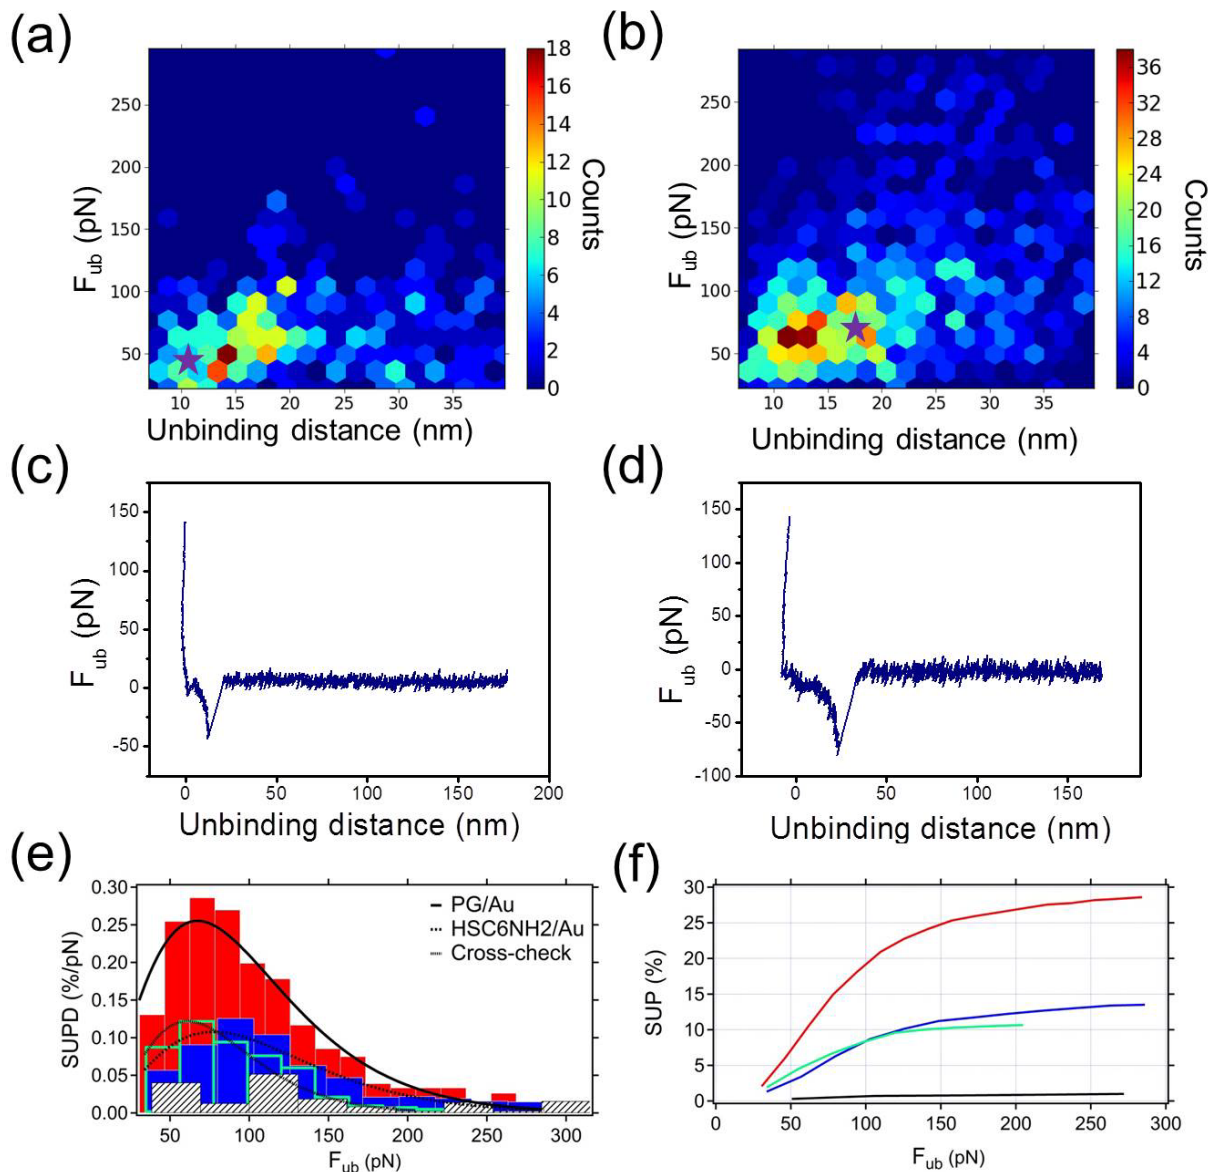 (a)
(b)
250
200
150
100
50
F_ub (pN)
10 15 20 25 30 35
Unbinding distance (nm)
18
16
14
12
10
8
6
4
2
0
Counts
250
200
150
100
50
F_ub (pN)
10 15 20 25 30 35
Unbinding distance (nm)
36
32
28
24
20
16
12
8
4
0
Counts
(c)
(d)
150
100
50
0
-50
F_ub (pN)
0 50 100 150 200
Unbinding distance (nm)
150
100
50
0
-50
-100
F_ub (pN)
0 50 100 150
Unbinding distance (nm)
(e)
(f)
0.30
0.25
0.20
0.15
0.10
0.05
0.00
SUPD (%/pN)
PG/Au
HSC6NH2/Au
Cross-check
50 100 150 200 250 300
F_ub (pN)
30
25
20
15
10
5
0
SUP (%)
0 50 100 150 200 250 300
F_ub (pN)